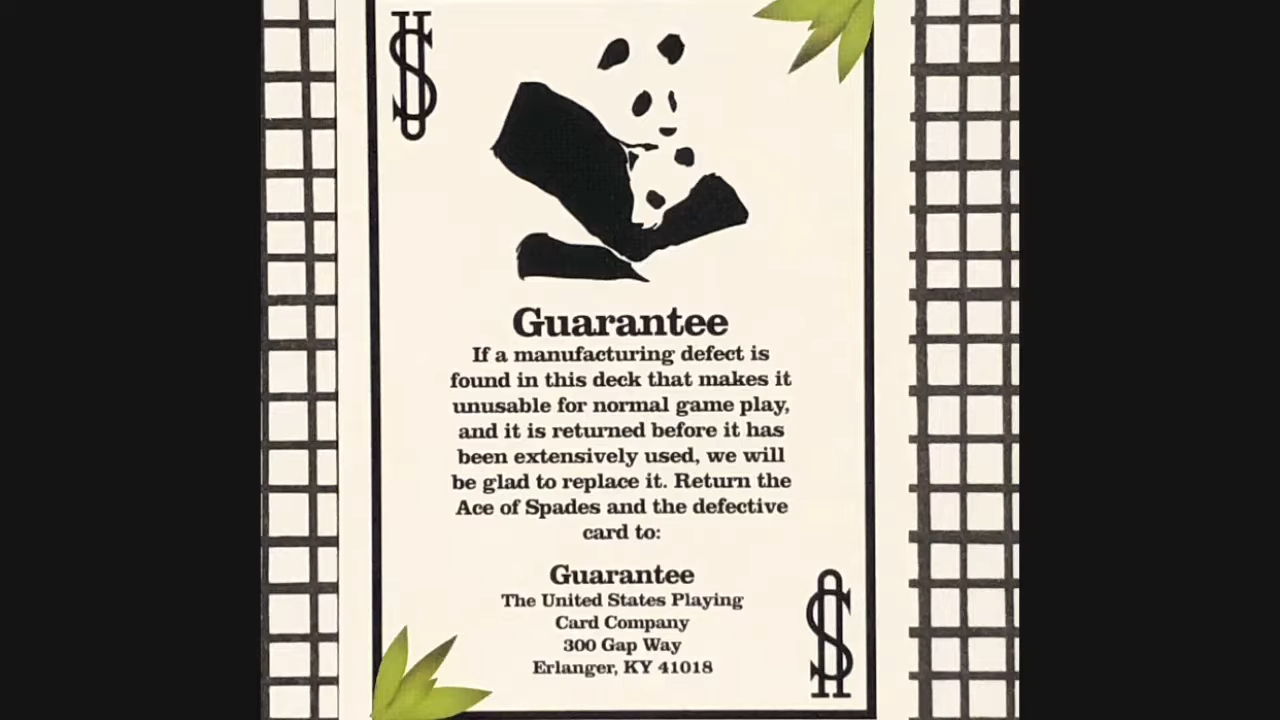 Guarantee
If a manufacturing defect is
found in this deck that makes it
unusable for normal game play,
and it is returned before it has
been extensively used, we will
be glad to replace it. Return the
Ace of Spades and the defective
card to:
Guarantee
The United States Playing
Card Company
300 Gap Way
Erlanger, KY 41018